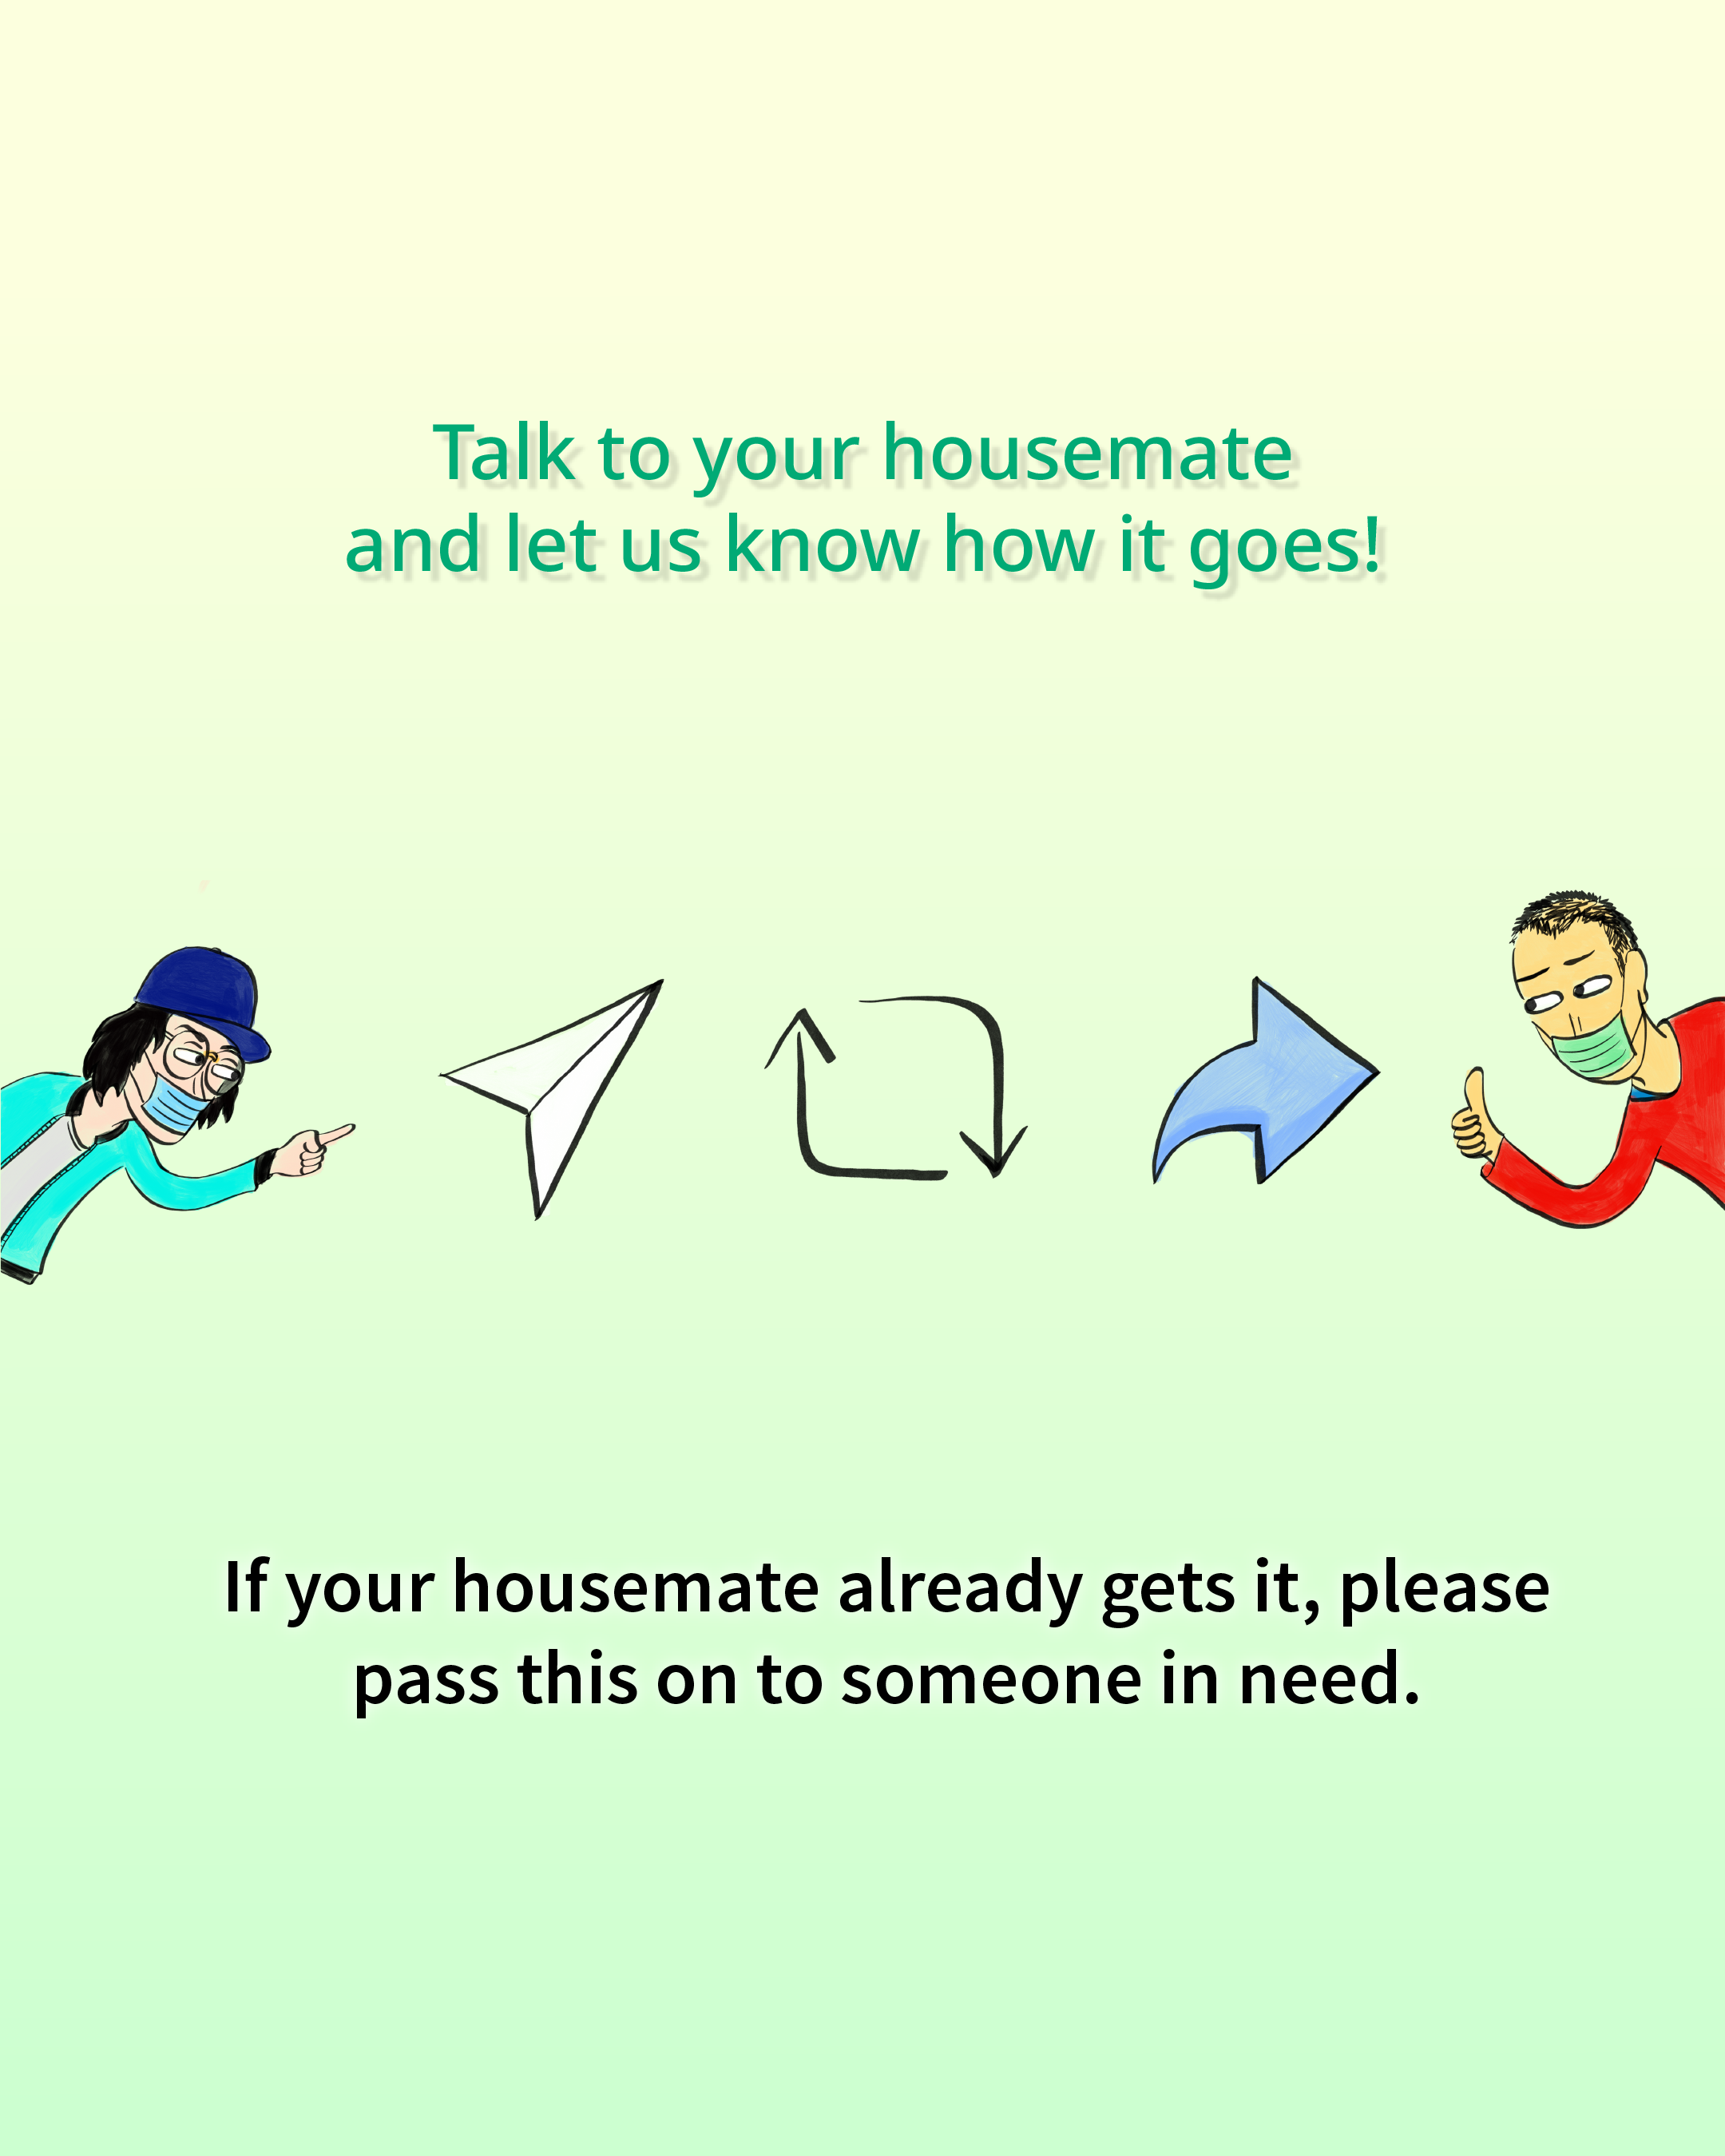 Talk to your housemate
and let us know how it goes!
If your housemate already gets it, please
pass this on to someone in need.